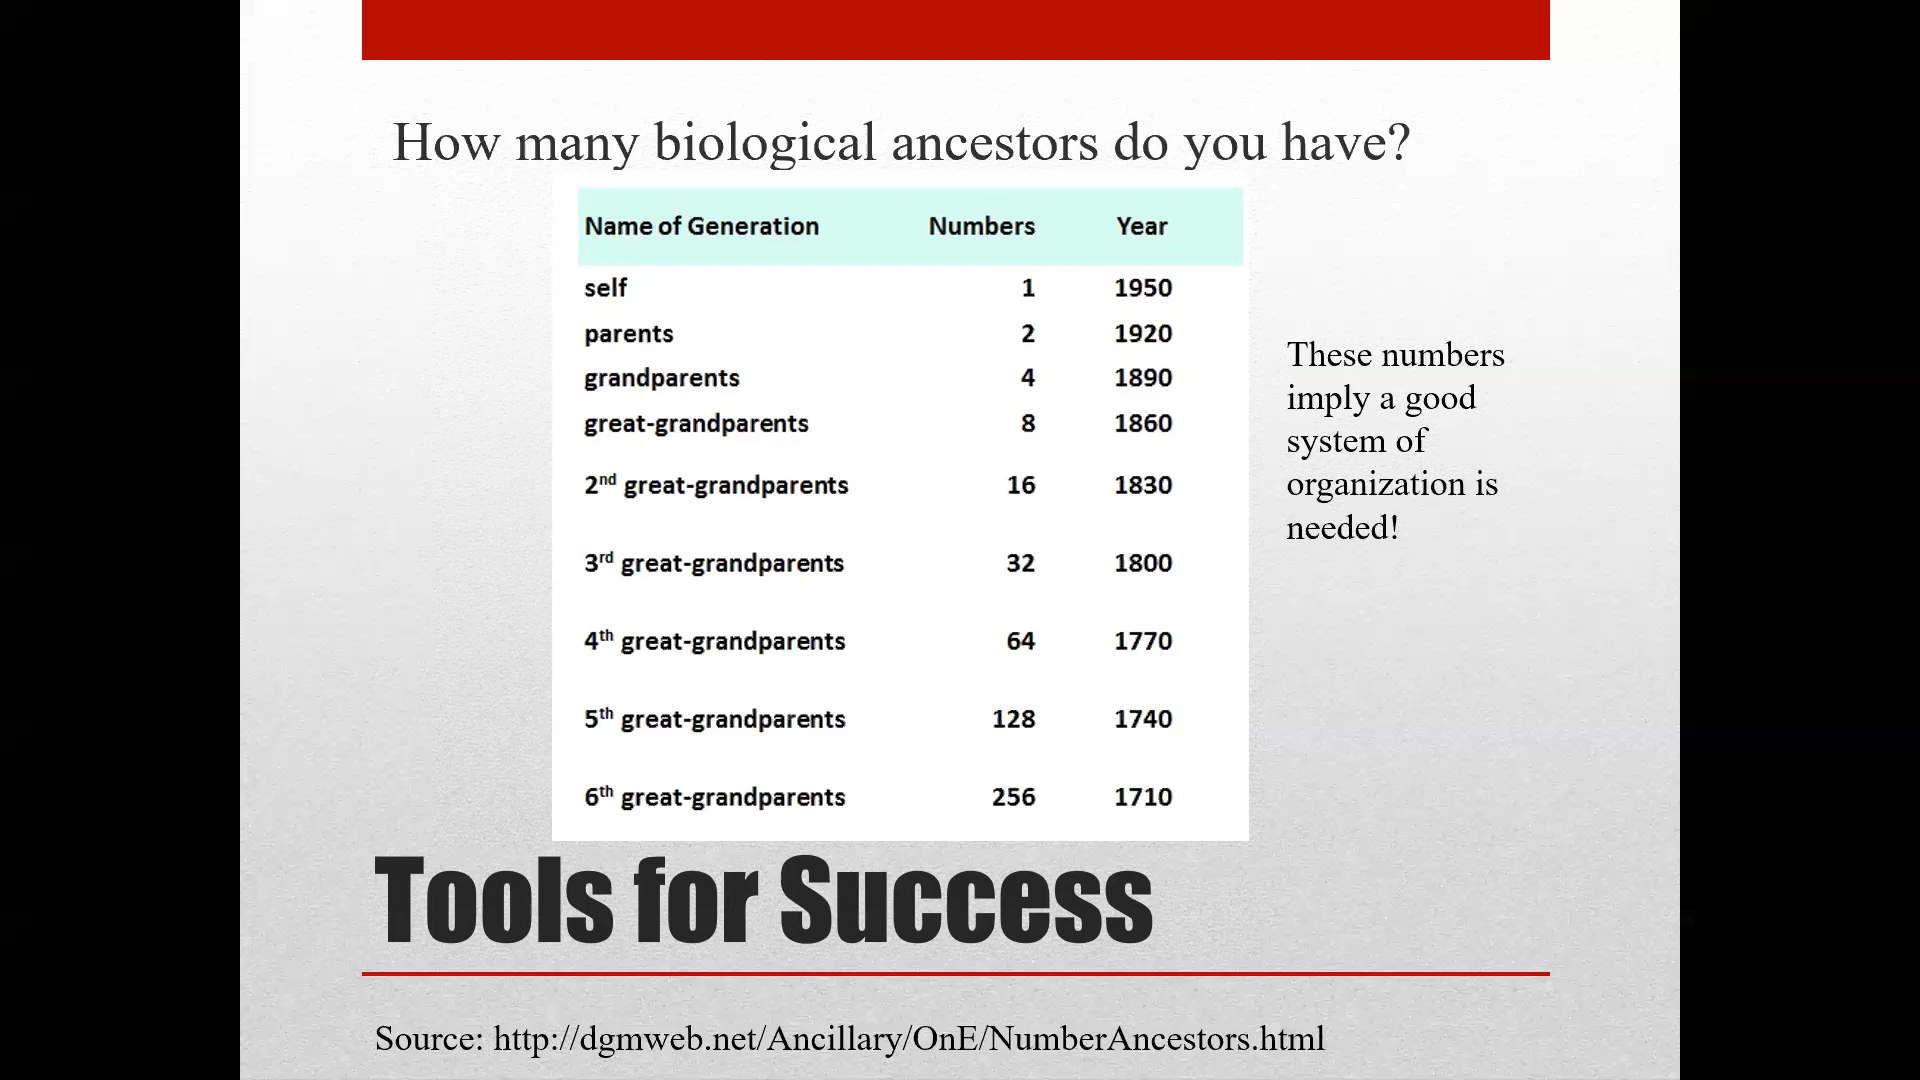 How many biological ancestors do you have?
Name of Generation Numbers Year
self 1 1950
parents 2 1920
grandparents 4 1890
great-grandparents 8 1860
2nd great-grandparents 16 1830
3rd great-grandparents 32 1800
4th great-grandparents 64 1770
5th great-grandparents 128 1740
6th great-grandparents 256 1710
These numbers
imply a good
system of
organization is
needed!
Tools for Success
Source: http://dgmweb.net/Ancillary/OnE/NumberAncestors.html